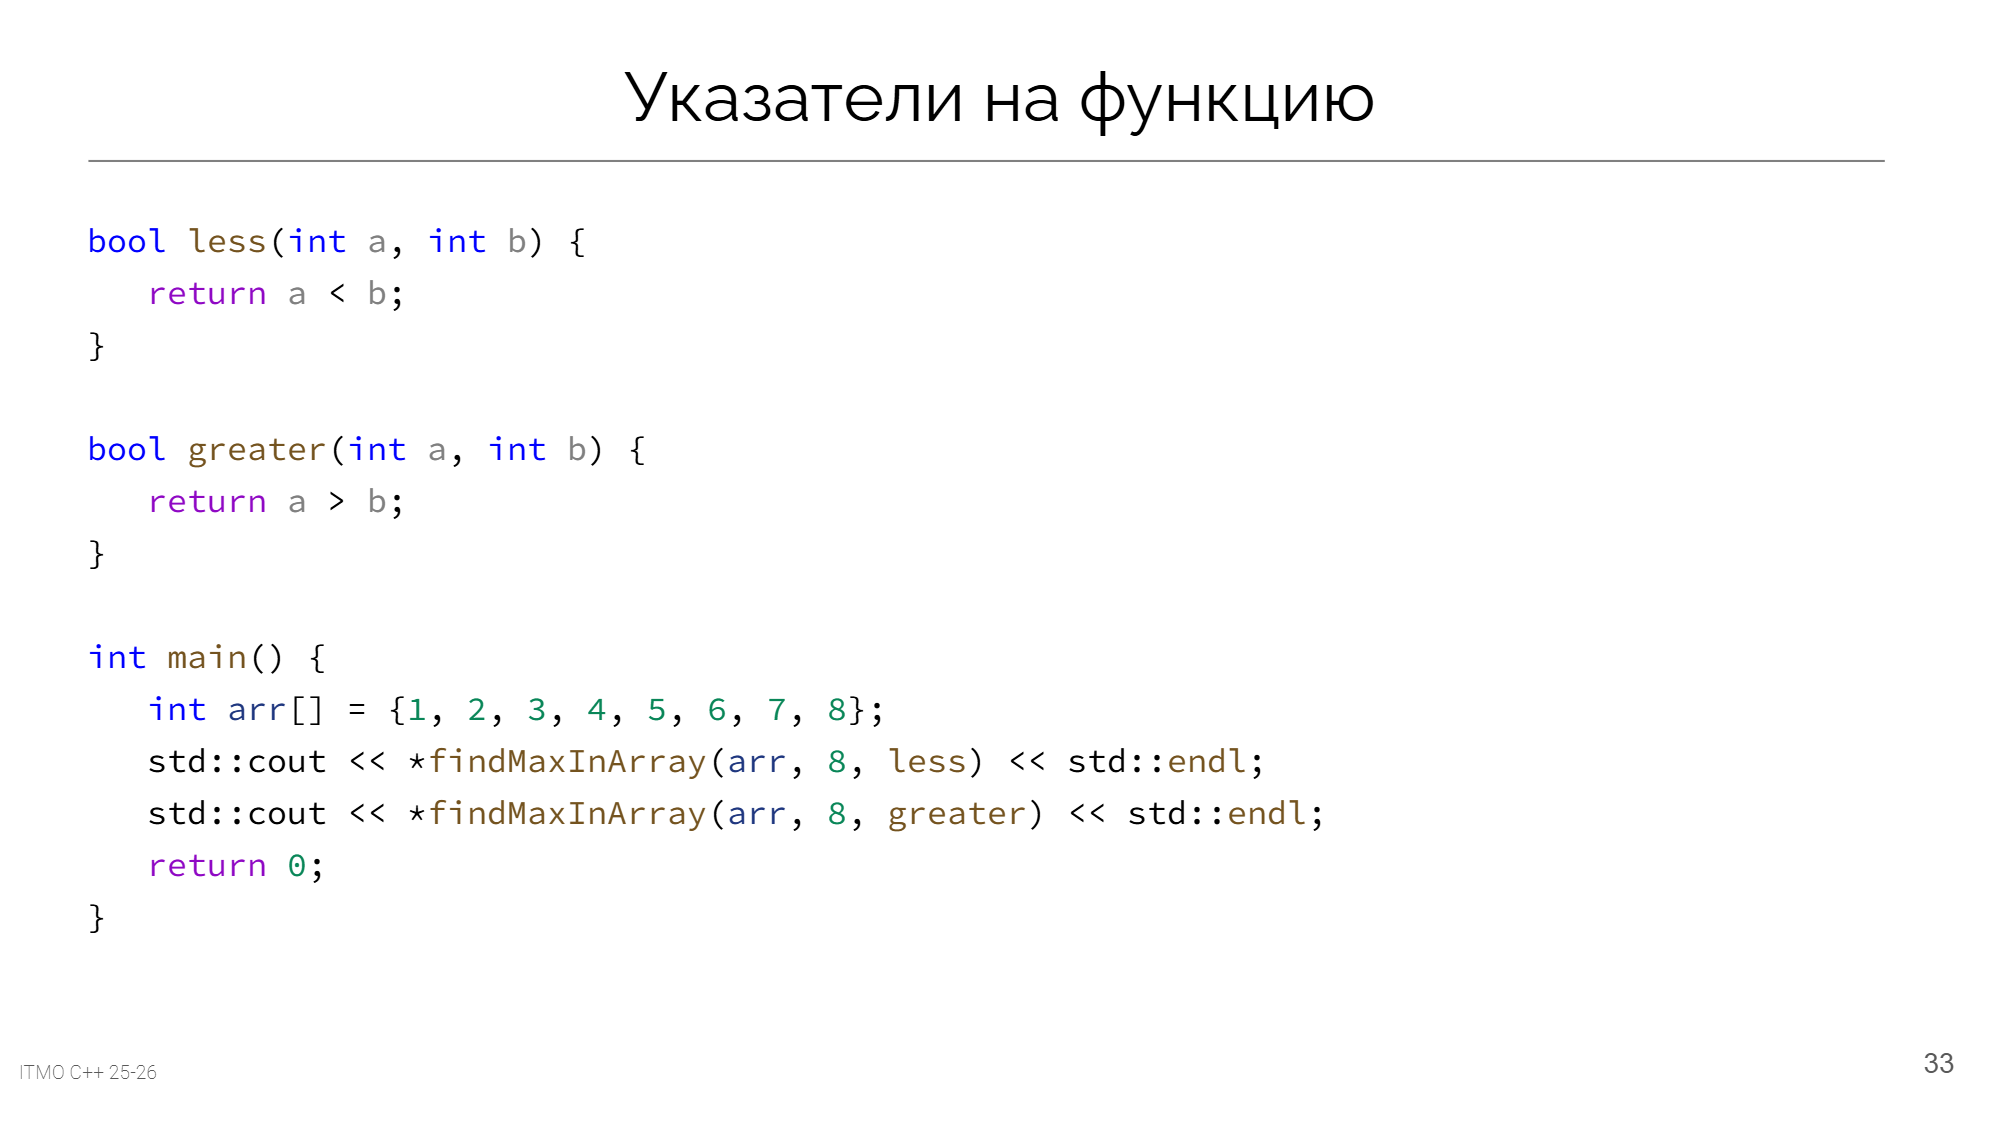 Указатели на функцию
bool less(int a, int b) {
   return a < b;
}
bool greater(int a, int b) {
   return a > b;
}
int main() {
   int arr[] = {1, 2, 3, 4, 5, 6, 7, 8};
   std::cout << *findMaxInArray(arr, 8, less) << std::endl;
   std::cout << *findMaxInArray(arr, 8, greater) << std::endl;
   return 0;
}
ITMO C++ 25-26
33